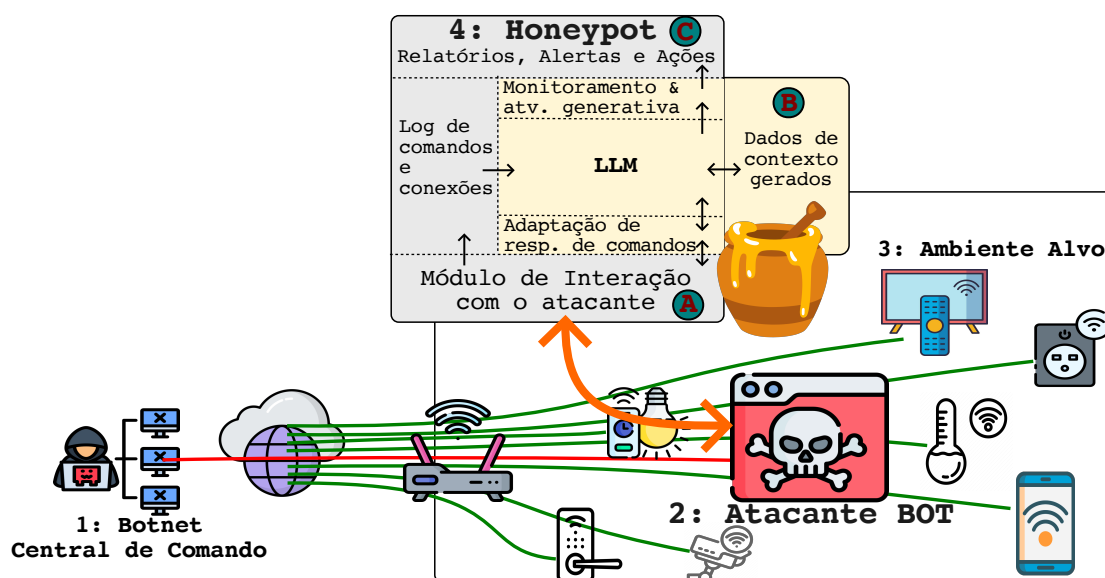 4: Honeypot C
Relatórios, Alertas e Ações
Monitoramento &
atv. generativa
Log de
comandos
e
conexões
LLM
B
Dados de
contexto
gerados
Adaptação de
resp. de comandos
Módulo de Interação
com o atacante A
3: Ambiente Alvo
2: Atacante BOT
1: Botnet
Central de Comando